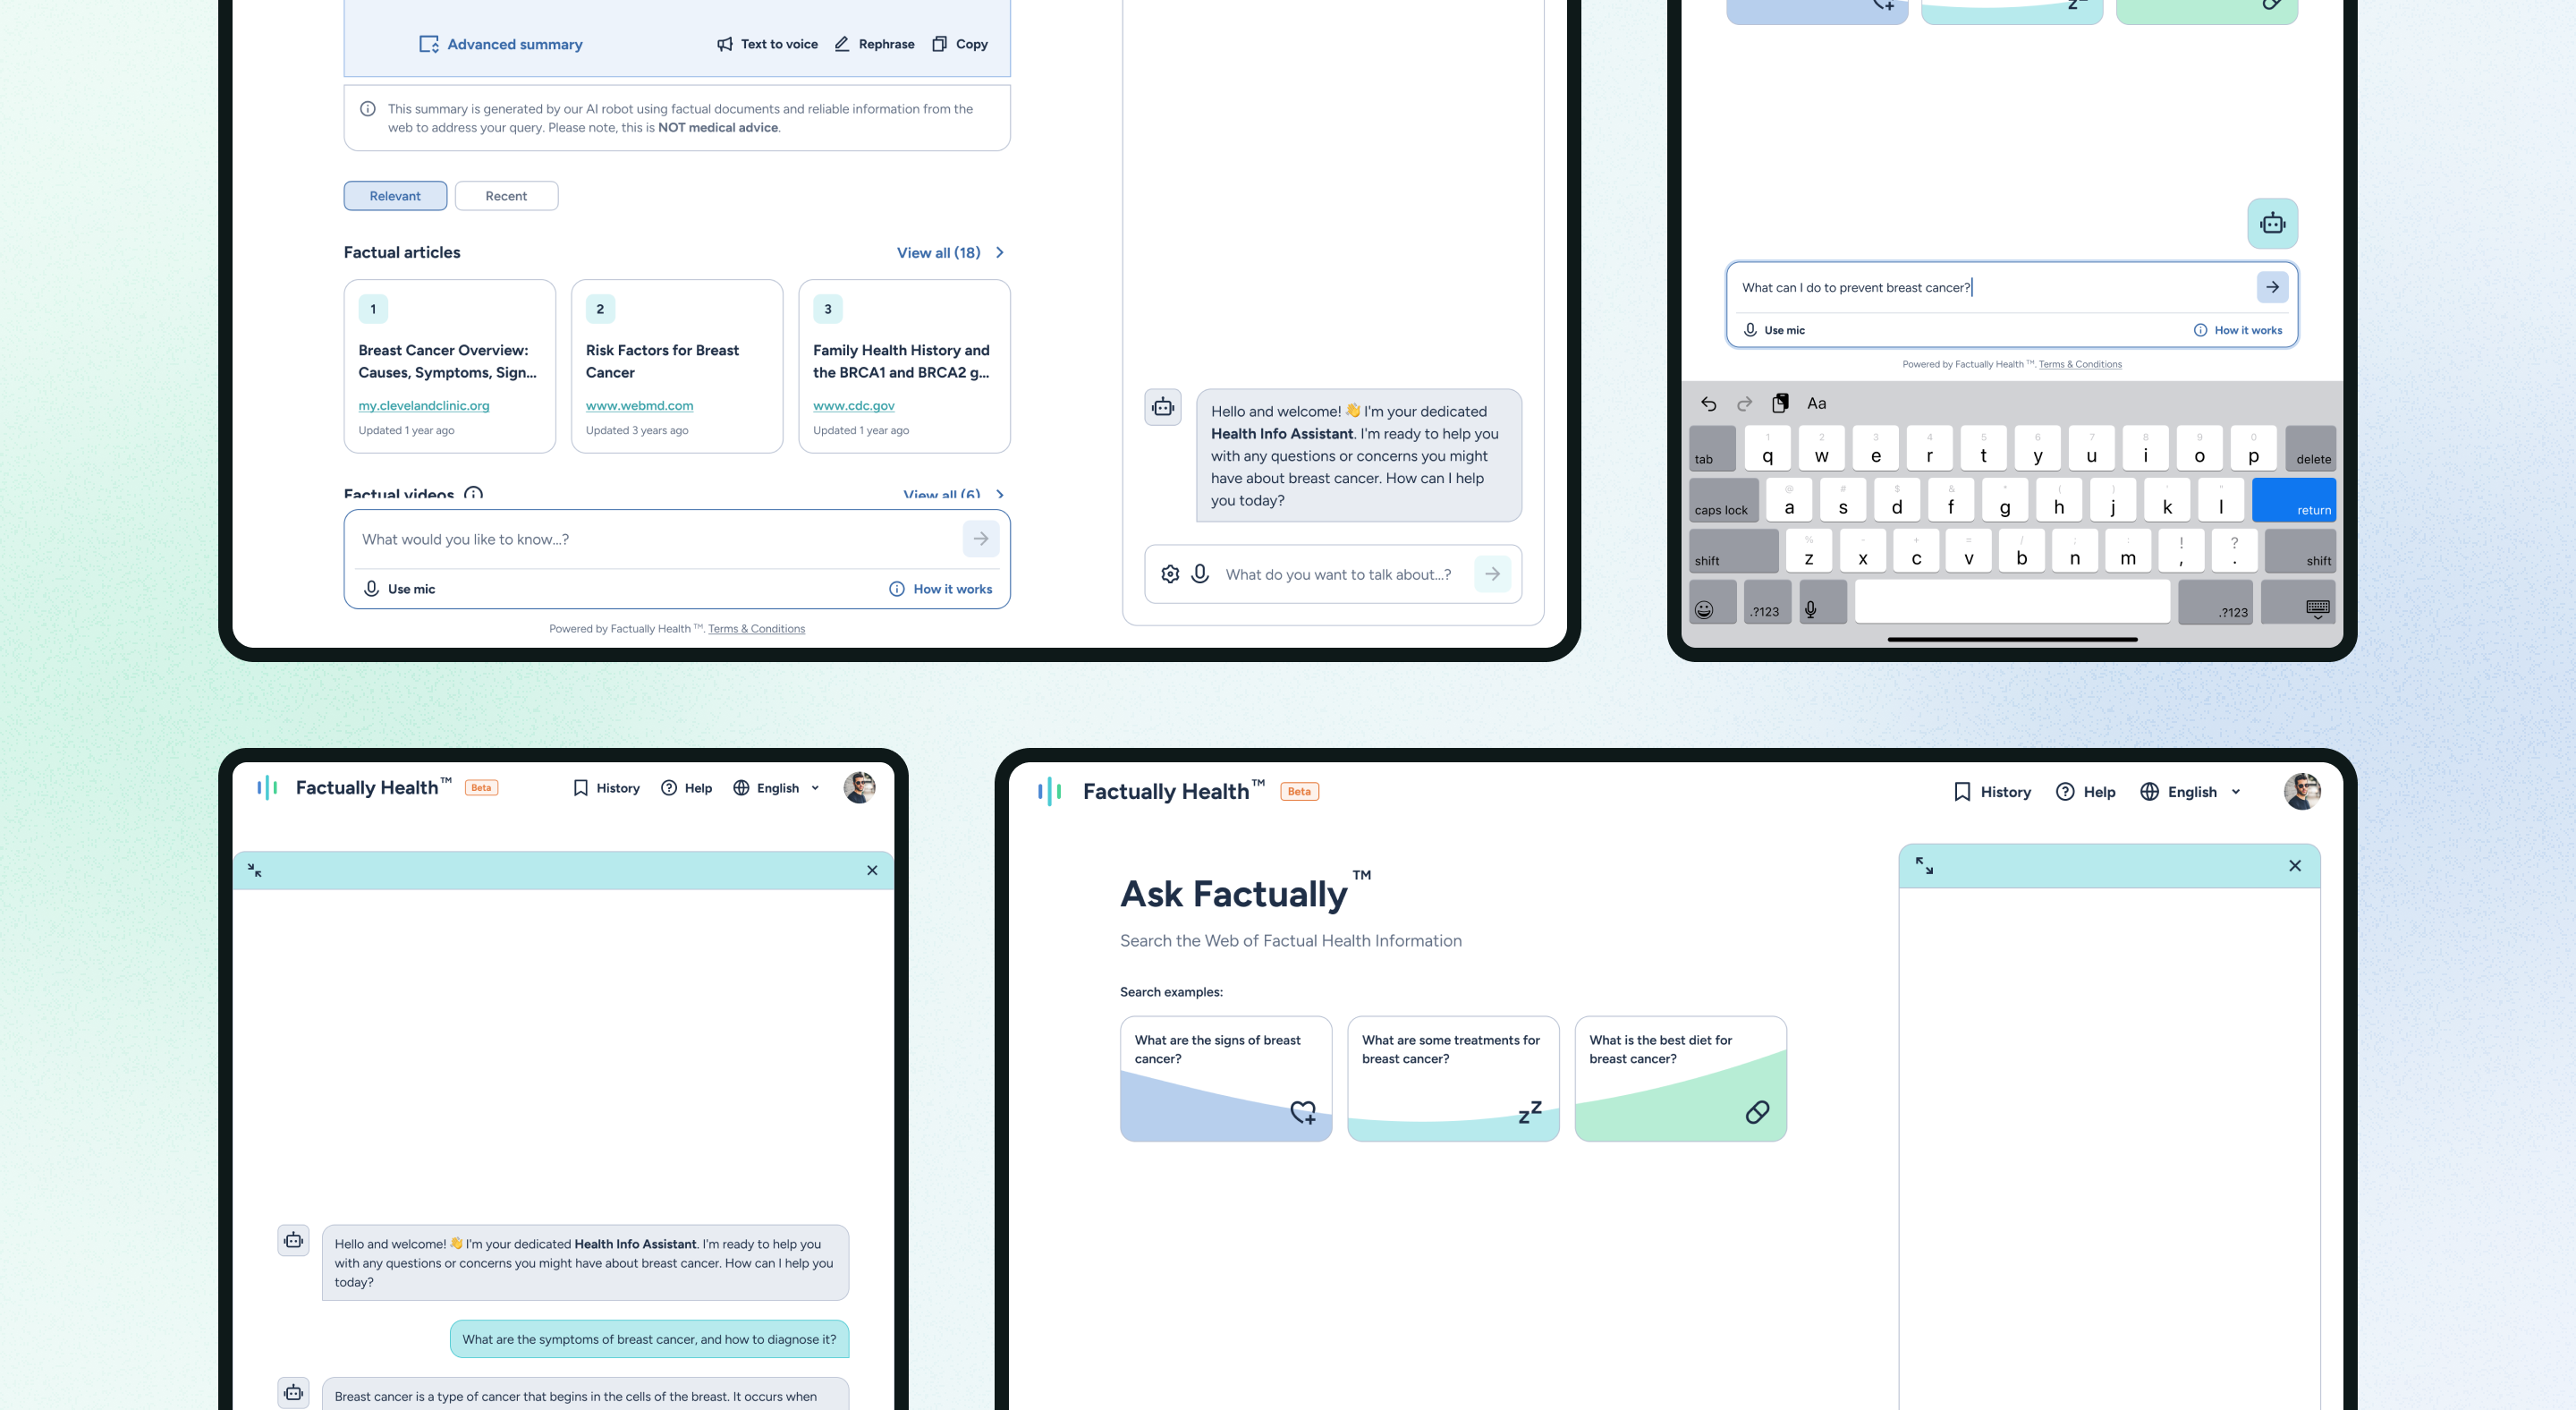 Advanced summary
Text to voice
Rephrase
Copy
This summary is generated by our AI robot using factual documents and reliable information from the
web to address your query. Please note, this is NOT medical advice.
Relevant
Recent
Factual articles
View all (18)
1
Breast Cancer Overview:
Causes, Symptoms, Sign...
my.clevelandclinic.org
Updated 1 year ago
2
Risk Factors for Breast
Cancer
www.webmd.com
Updated 3 years ago
3
Family Health History and
the BRCA1 and BRCA2 g...
www.cdc.gov
Updated 1 year ago
Factual videos
View all (6)
What would you like to know...?
Use mic
How it works
Powered by Factually Health ™. Terms & Conditions
Hello and welcome! 👋 I'm your dedicated
Health Info Assistant. I'm ready to help you
with any questions or concerns you might
have about breast cancer. How can I help
you today?
What do you want to talk about...?
zz
What can I do to prevent breast cancer?
Use mic
How it works
Powered by Factually Health ™. Terms & Conditions
Aa
1 2 3 4 5 6 7 8 9 0
tab q w e r t y u i o p delete
@ # $ & * ( ) ' "
caps lock a s d f g h j k l return
% - + = / ; : ! ?
shift z x c v b n m , . shift
.?123 .?123
Factually Health™ Beta
History
Help
English
Hello and welcome! 👋 I'm your dedicated Health Info Assistant. I'm ready to help you
with any questions or concerns you might have about breast cancer. How can I help you
today?
What are the symptoms of breast cancer, and how to diagnose it?
Breast cancer is a type of cancer that begins in the cells of the breast. It occurs when
Factually Health™ Beta
History
Help
English
Ask Factually™
Search the Web of Factual Health Information
Search examples:
What are the signs of breast
cancer?
What are some treatments for
breast cancer?
zz
What is the best diet for
breast cancer?